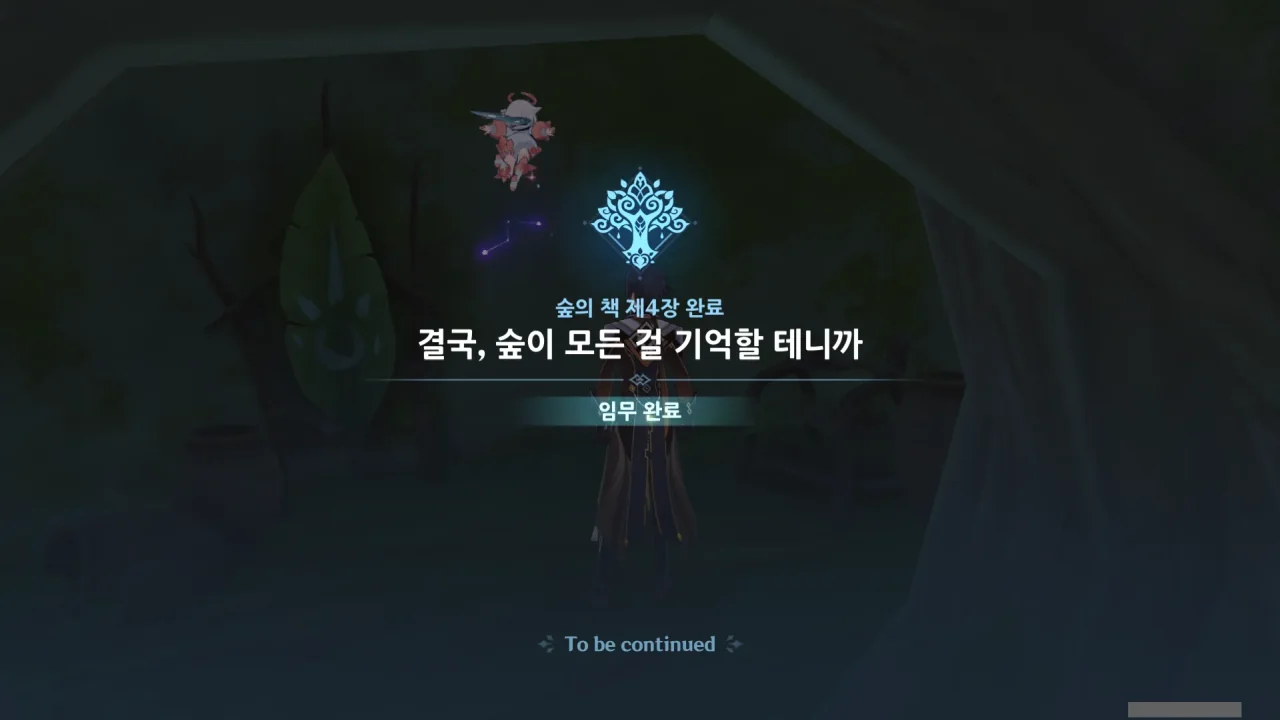 숲의 책 제4장 완료
결국, 숲이 모든 걸 기억할 테니까
임무 완료
To be continued